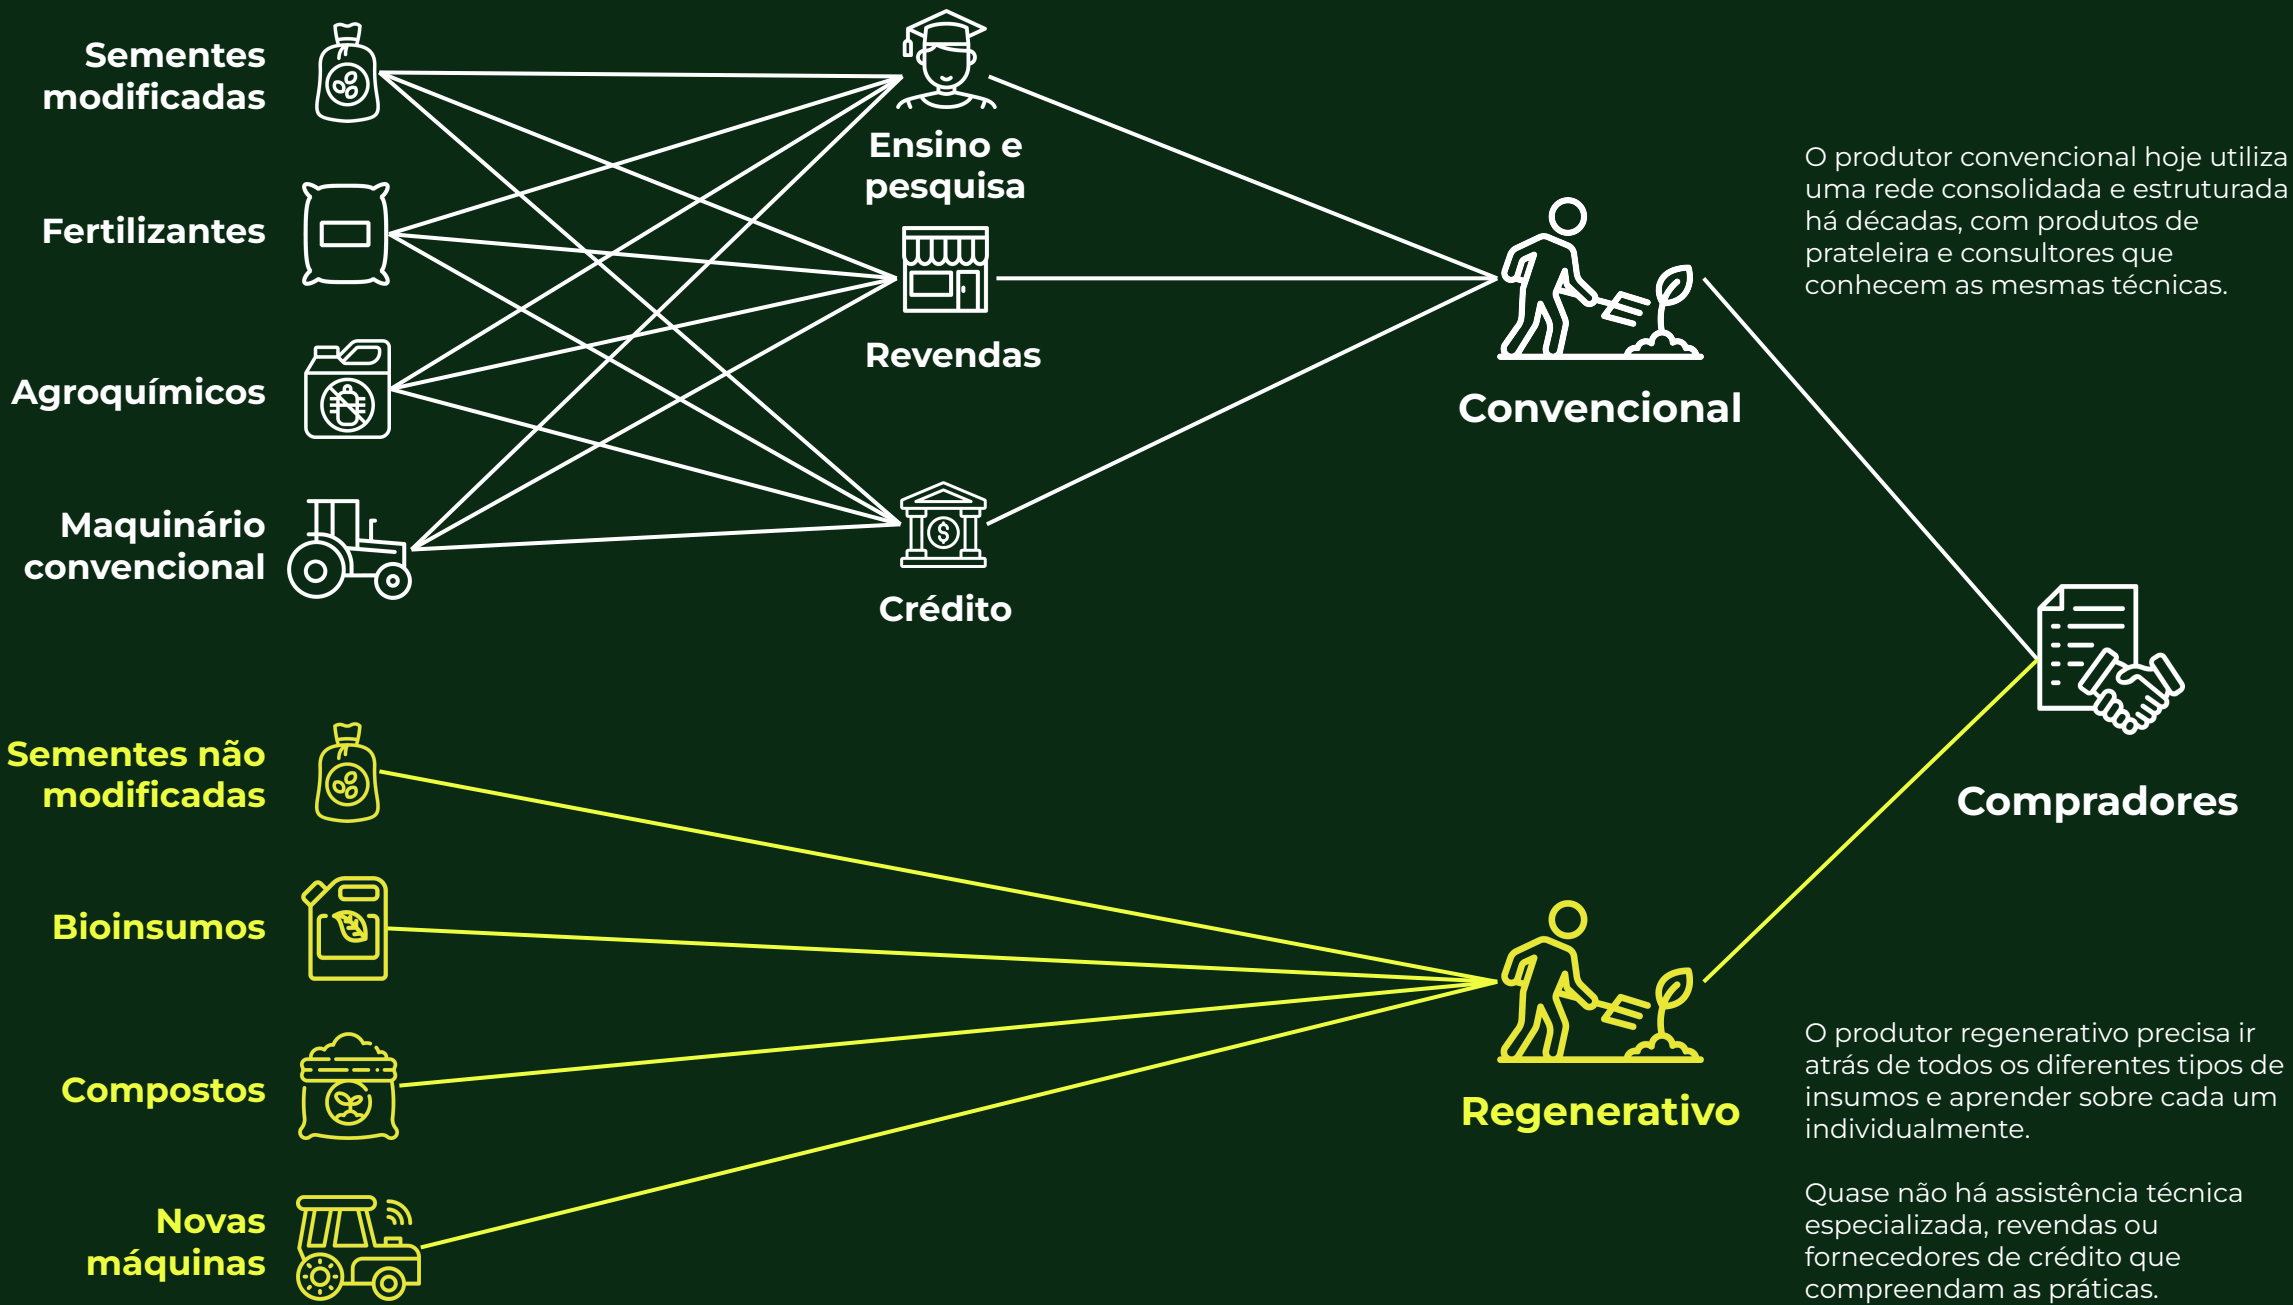 Sementes
modificadas
Fertilizantes
Agroquímicos
Maquinário
convencional
Ensino e
pesquisa
Revendas
Crédito
Convencional
O produtor convencional hoje utiliza
uma rede consolidada e estruturada
há décadas, com produtos de
prateleira e consultores que
conhecem as mesmas técnicas.
Compradores
Sementes não
modificadas
Bioinsumos
Compostos
Novas
máquinas
Regenerativo
O produtor regenerativo precisa ir
atrás de todos os diferentes tipos de
insumos e aprender sobre cada um
individualmente.
Quase não há assistência técnica
especializada, revendas ou
fornecedores de crédito que
compreendam as práticas.